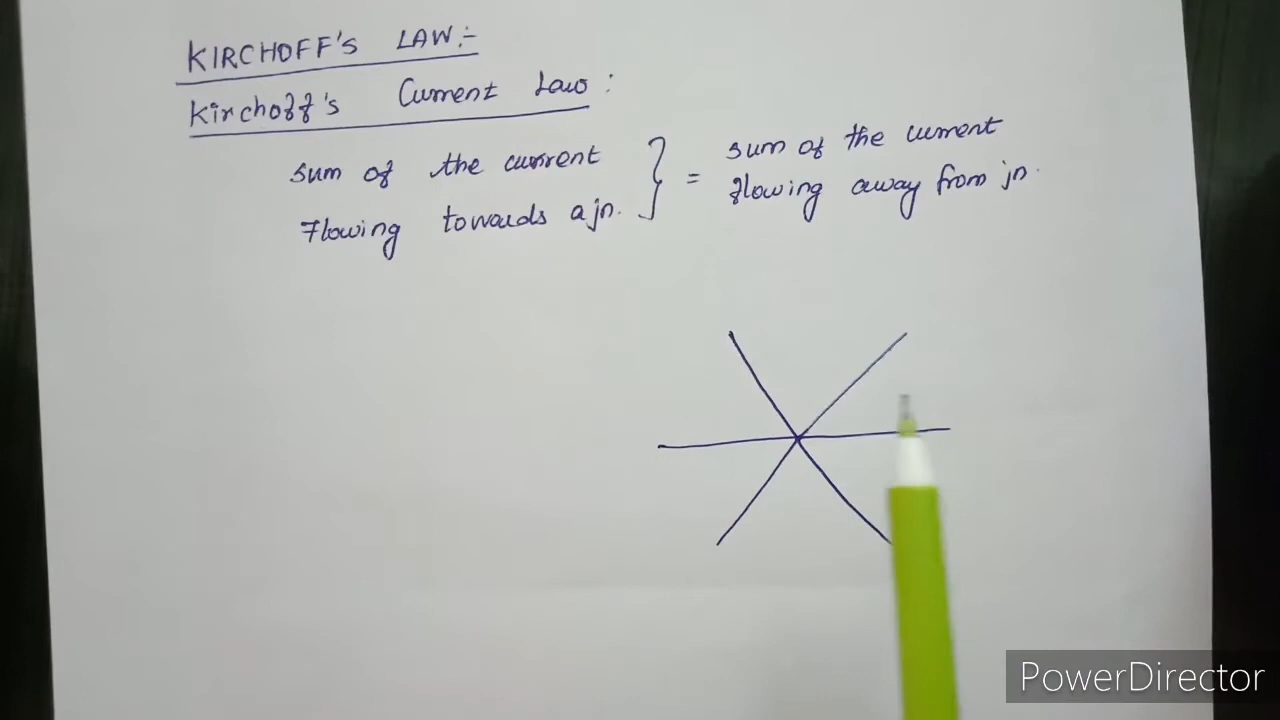 KIRCHOFF's LAW:-
Kirchoff's Current Law :
sum of the current
Flowing towards a jn. } = sum of the current
flowing away from jn.
PowerDirector